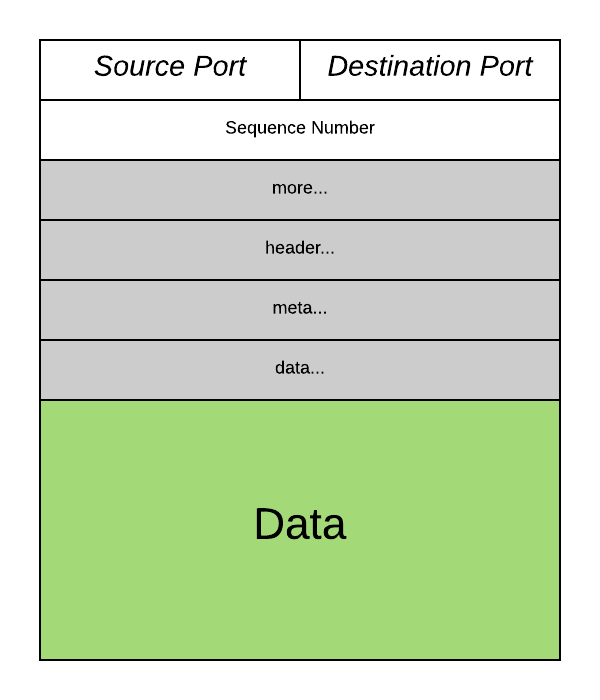 Source Port Destination Port
Sequence Number
more...
header...
meta...
data...
Data